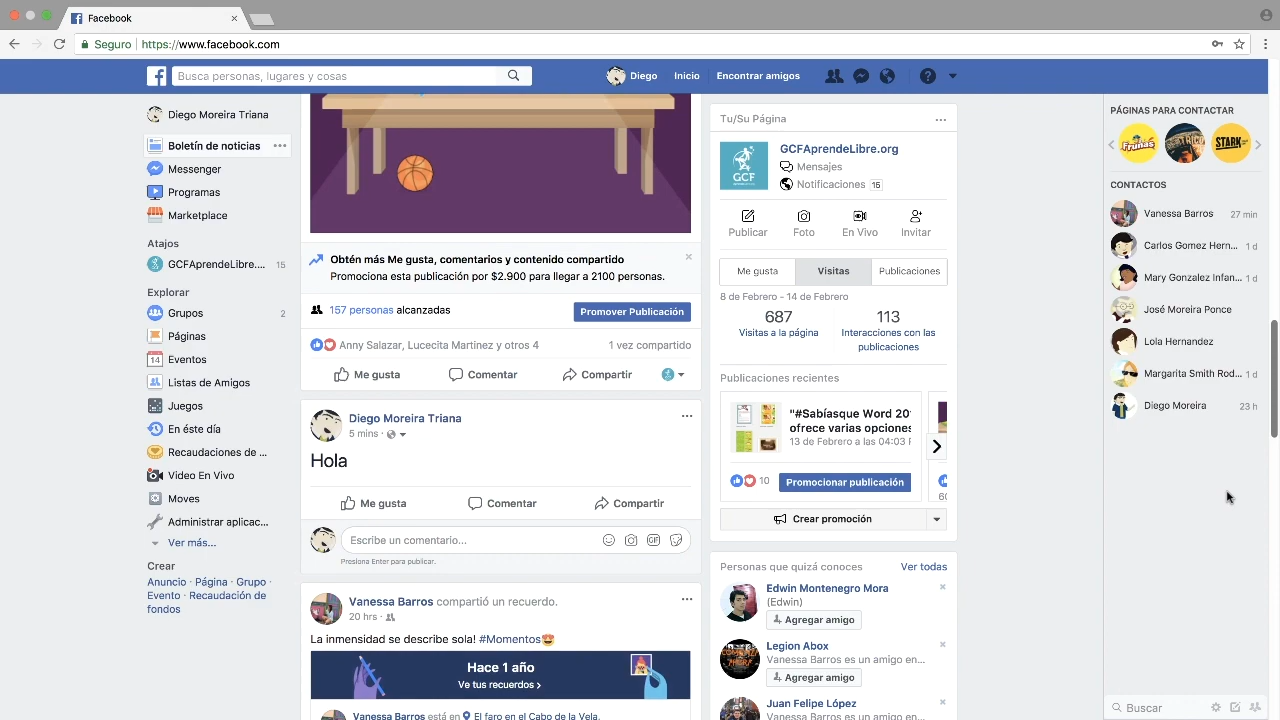 Facebook
Seguro
https://www.facebook.com
Busca personas, lugares y cosas
Diego
Inicio
Encontrar amigos
Diego Moreira Triana
Boletín de noticias
Messenger
Programas
Marketplace
Atajos
GCFAprendeLibre.... 15
Explorar
Grupos 2
Páginas
14 Eventos
Listas de Amigos
Juegos
En éste día
Recaudaciones de ...
Video En Vivo
Moves
Administrar aplicac...
Ver más...
Crear
Anuncio · Página · Grupo ·
Evento · Recaudación de
fondos
Obtén más Me gusta, comentarios y contenido compartido
Promociona esta publicación por $2.900 para llegar a 2100 personas.
157 personas alcanzadas
Promover Publicación
Anny Salazar, Lucecita Martinez y otros 4
1 vez compartido
Me gusta
Comentar
Compartir
Diego Moreira Triana
5 mins ·
Hola
Me gusta
Comentar
Compartir
Escribe un comentario...
GIF
Presiona Enter para publicar.
Vanessa Barros compartió un recuerdo.
20 hrs ·
La inmensidad se describe sola! #Momentos
Hace 1 año
Ve tus recuerdos >
Vanessa Barros está en El faro en el Cabo de la Vela.
Tu/Su Página
GCF
GCFAprendeLibre.org
Mensajes
Notificaciones 15
Publicar
Foto
En Vivo
Invitar
Me gusta
Visitas
Publicaciones
8 de Febrero - 14 de Febrero
687
Visitas a la página
113
Interacciones con las
publicaciones
Publicaciones recientes
"#Sabíasque Word 20
ofrece varias opciones
13 de Febrero a las 04:03
10
Promocionar publicación
Crear promoción
Personas que quizá conoces
Ver todas
Edwin Montenegro Mora
(Edwin)
Agregar amigo
Legion Abox
Vanessa Barros es un amigo en...
Agregar amigo
Juan Felipe López
Vanessa Barros es un amigo en...
PÁGINAS PARA CONTACTAR
Frunas
STARK
CONTACTOS
Vanessa Barros 27 min
Carlos Gomez Hern... 1 d
Mary Gonzalez Infan... 1 d
José Moreira Ponce
Lola Hernandez
Margarita Smith Rod... 1 d
Diego Moreira 23 h
Buscar